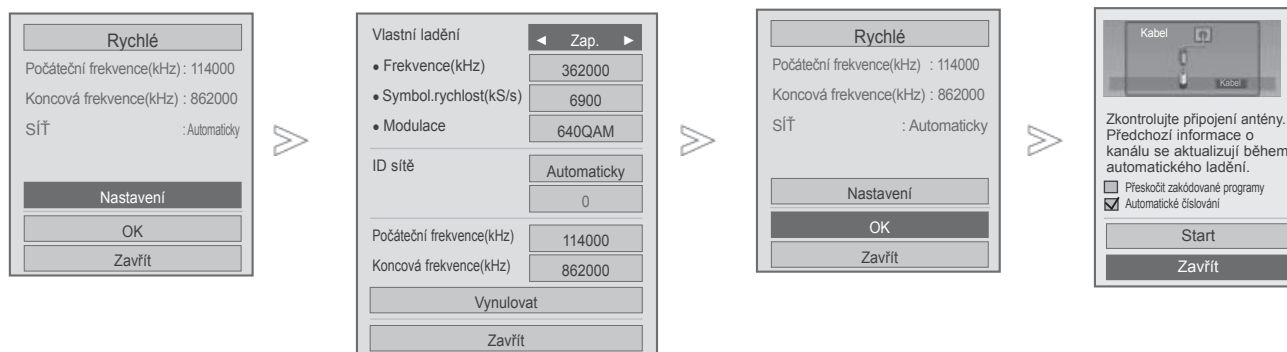 Rychlé
Počáteční frekvence(kHz) : 114000
Koncová frekvence(kHz) : 862000
SÍŤ : Automaticky
Nastavení
OK
Zavřít
Vlastní ladění ◄ Zap. ►
• Frekvence(kHz) 362000
• Symbol.rychlost(kS/s) 6900
• Modulace 640QAM
ID sítě Automaticky
0
Počáteční frekvence(kHz) 114000
Koncová frekvence(kHz) 862000
Vynulovat
Zavřít
Rychlé
Počáteční frekvence(kHz) : 114000
Koncová frekvence(kHz) : 862000
SÍŤ : Automaticky
Nastavení
OK
Zavřít
Kabel
Kabel
Zkontrolujte připojení antény.
Předchozí informace o
kanálu se aktualizují během
automatického ladění.
Přeskočit zakódované programy
Automatické číslování
Start
Zavřít